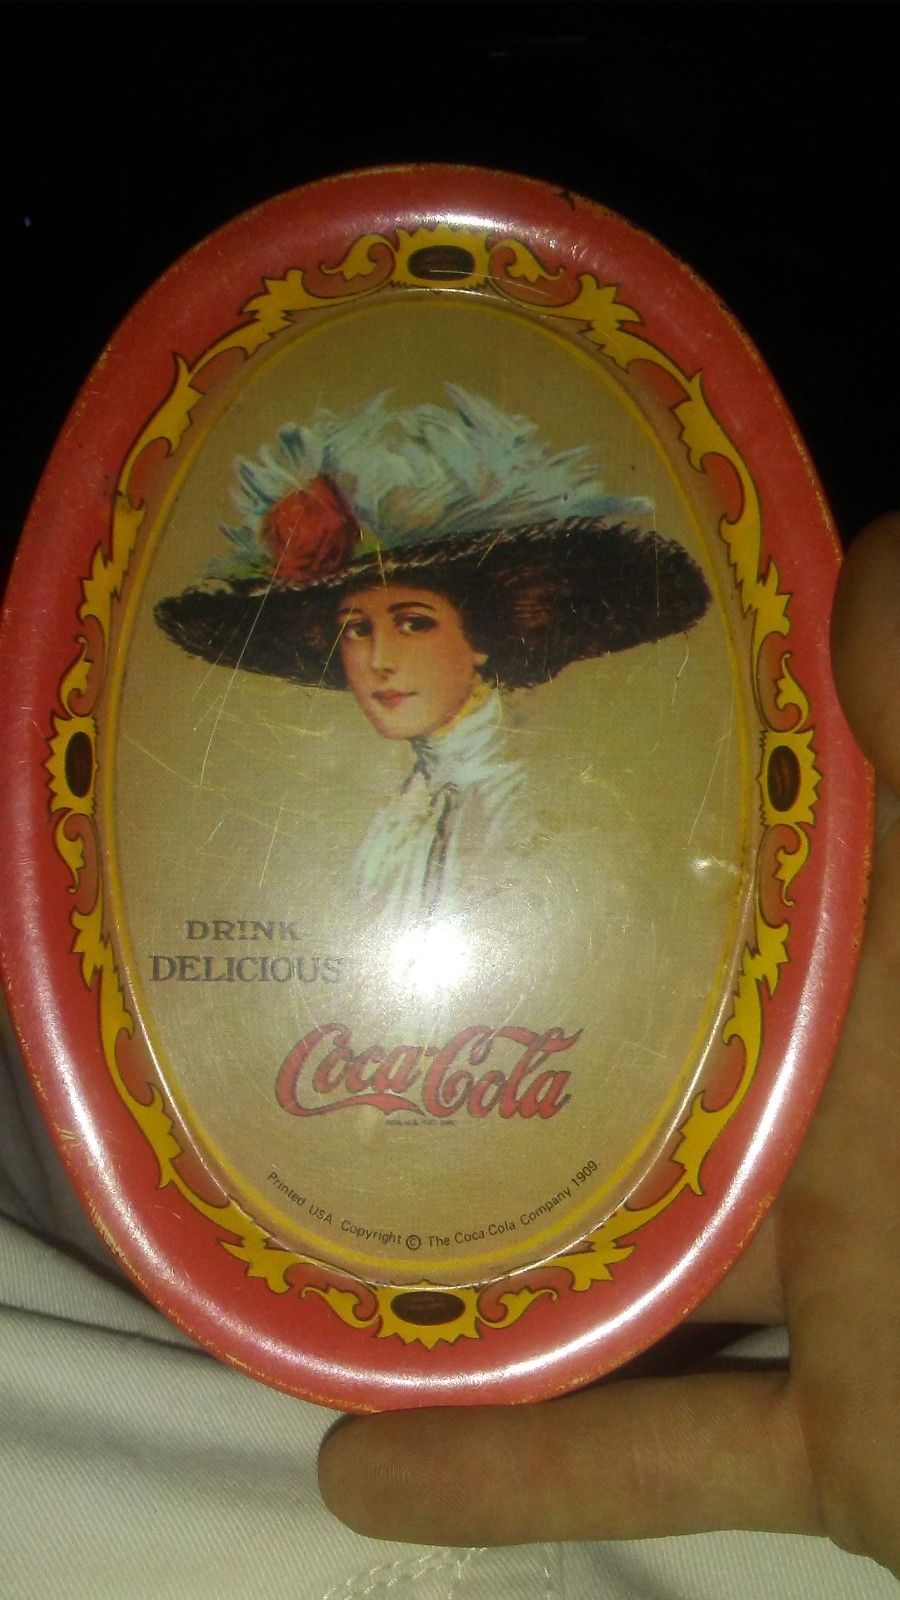 DRINK
DELICIOUS
Coca-Cola
Printed USA Copyright © The Coca-Cola Company 1909.